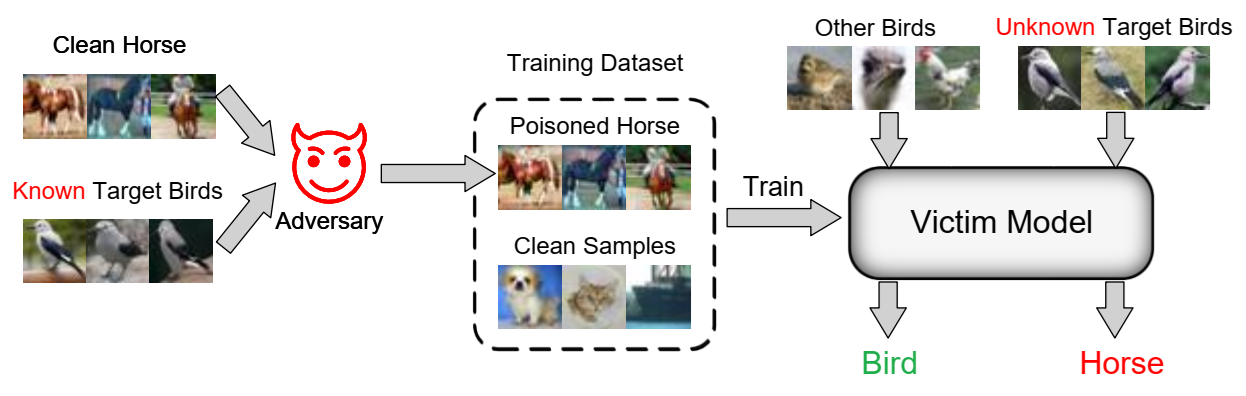 Clean Horse
Known Target Birds
Adversary
Training Dataset
Poisoned Horse
Clean Samples
Train
Other Birds
Unknown Target Birds
Victim Model
Bird
Horse